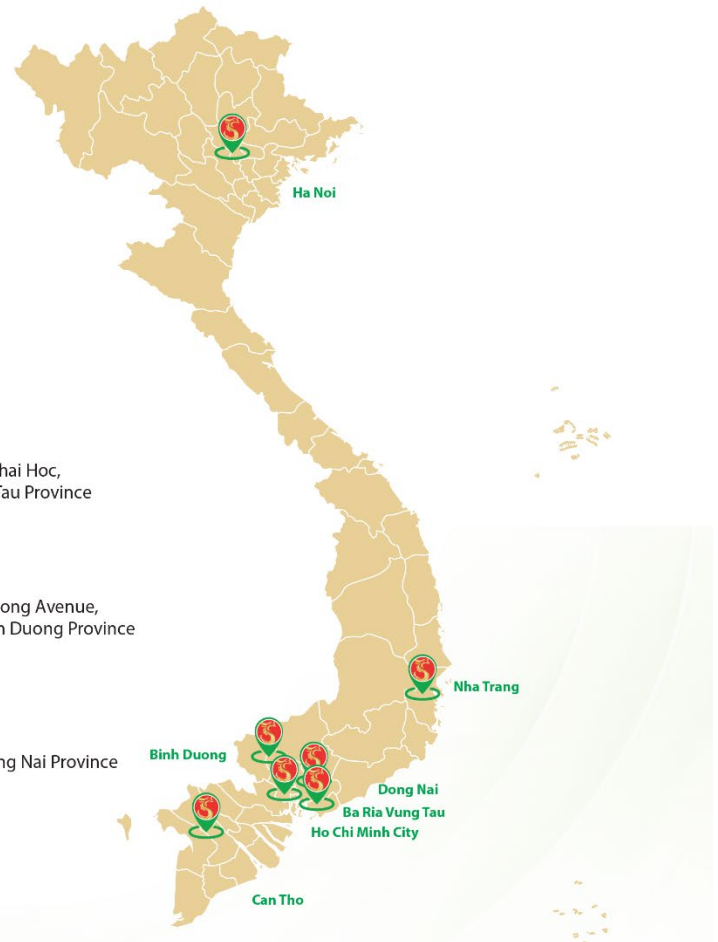 Ha Noi
hai Hoc,
Tau Province
ong Avenue,
h Duong Province
Nha Trang
Binh Duong
ng Nai Province
Dong Nai
Ba Ria Vung Tau
Ho Chi Minh City
Can Tho